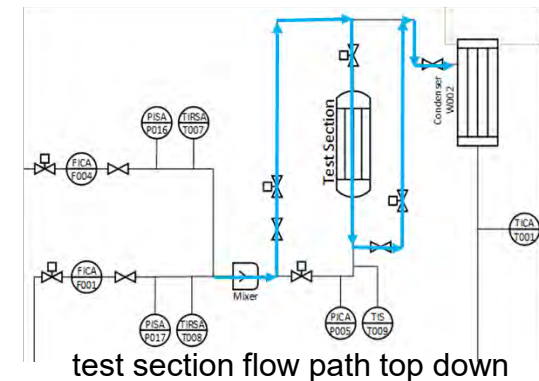 PISA
P016
TIRSA
T007
FICA
F004
Test Section
Condenser
W002
TICA
T001
FICA
F001
Mixer
PISA
P017
TIRSA
T008
PICA
P005
TIS
T009
test section flow path top down